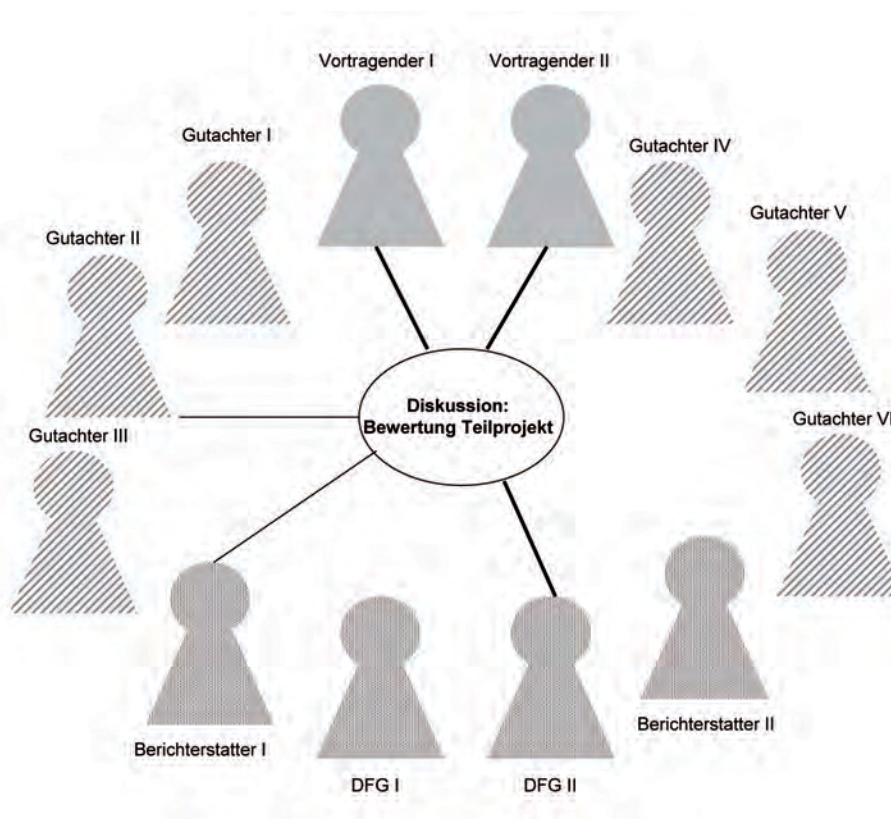 Vortragender I
Vortragender II
Gutachter I
Gutachter IV
Gutachter II
Gutachter V
Diskussion:
Bewertung Teilprojekt
Gutachter III
Gutachter VI
Berichterstatter I
Berichterstatter II
DFG I
DFG II